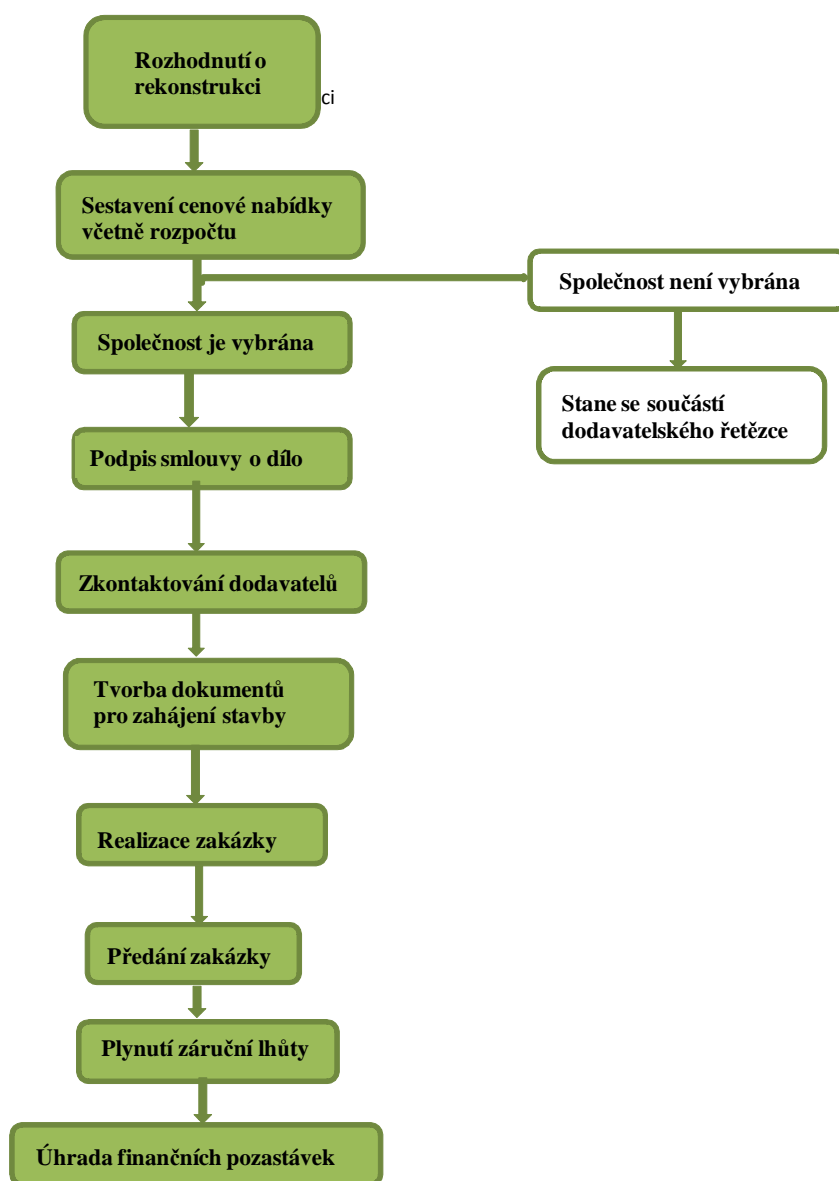 Rozhodnutí o
rekonstrukci
ci
Sestavení cenové nabídky
včetně rozpočtu
Společnost není vybrána
Společnost je vybrána
Stane se součástí
dodavatelského řetězce
Podpis smlouvy o dílo
Zkontaktování dodavatelů
Tvorba dokumentů
pro zahájení stavby
Realizace zakázky
Předání zakázky
Plynutí záruční lhůty
Úhrada finančních pozastávek